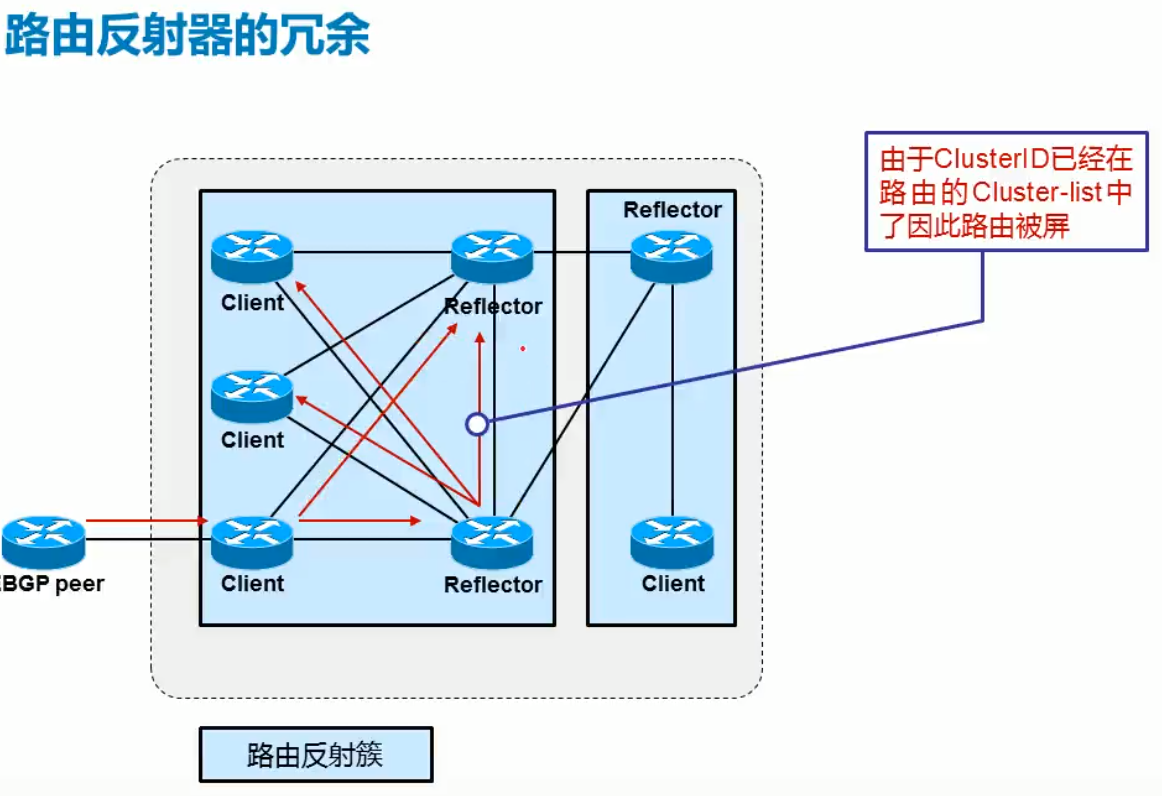 路由反射器的冗余
由于ClusterID已经在
路由的Cluster-list中
了因此路由被屏
Reflector
Client
Reflector
Client
EBGP peer
Client
Reflector
Client
路由反射簇